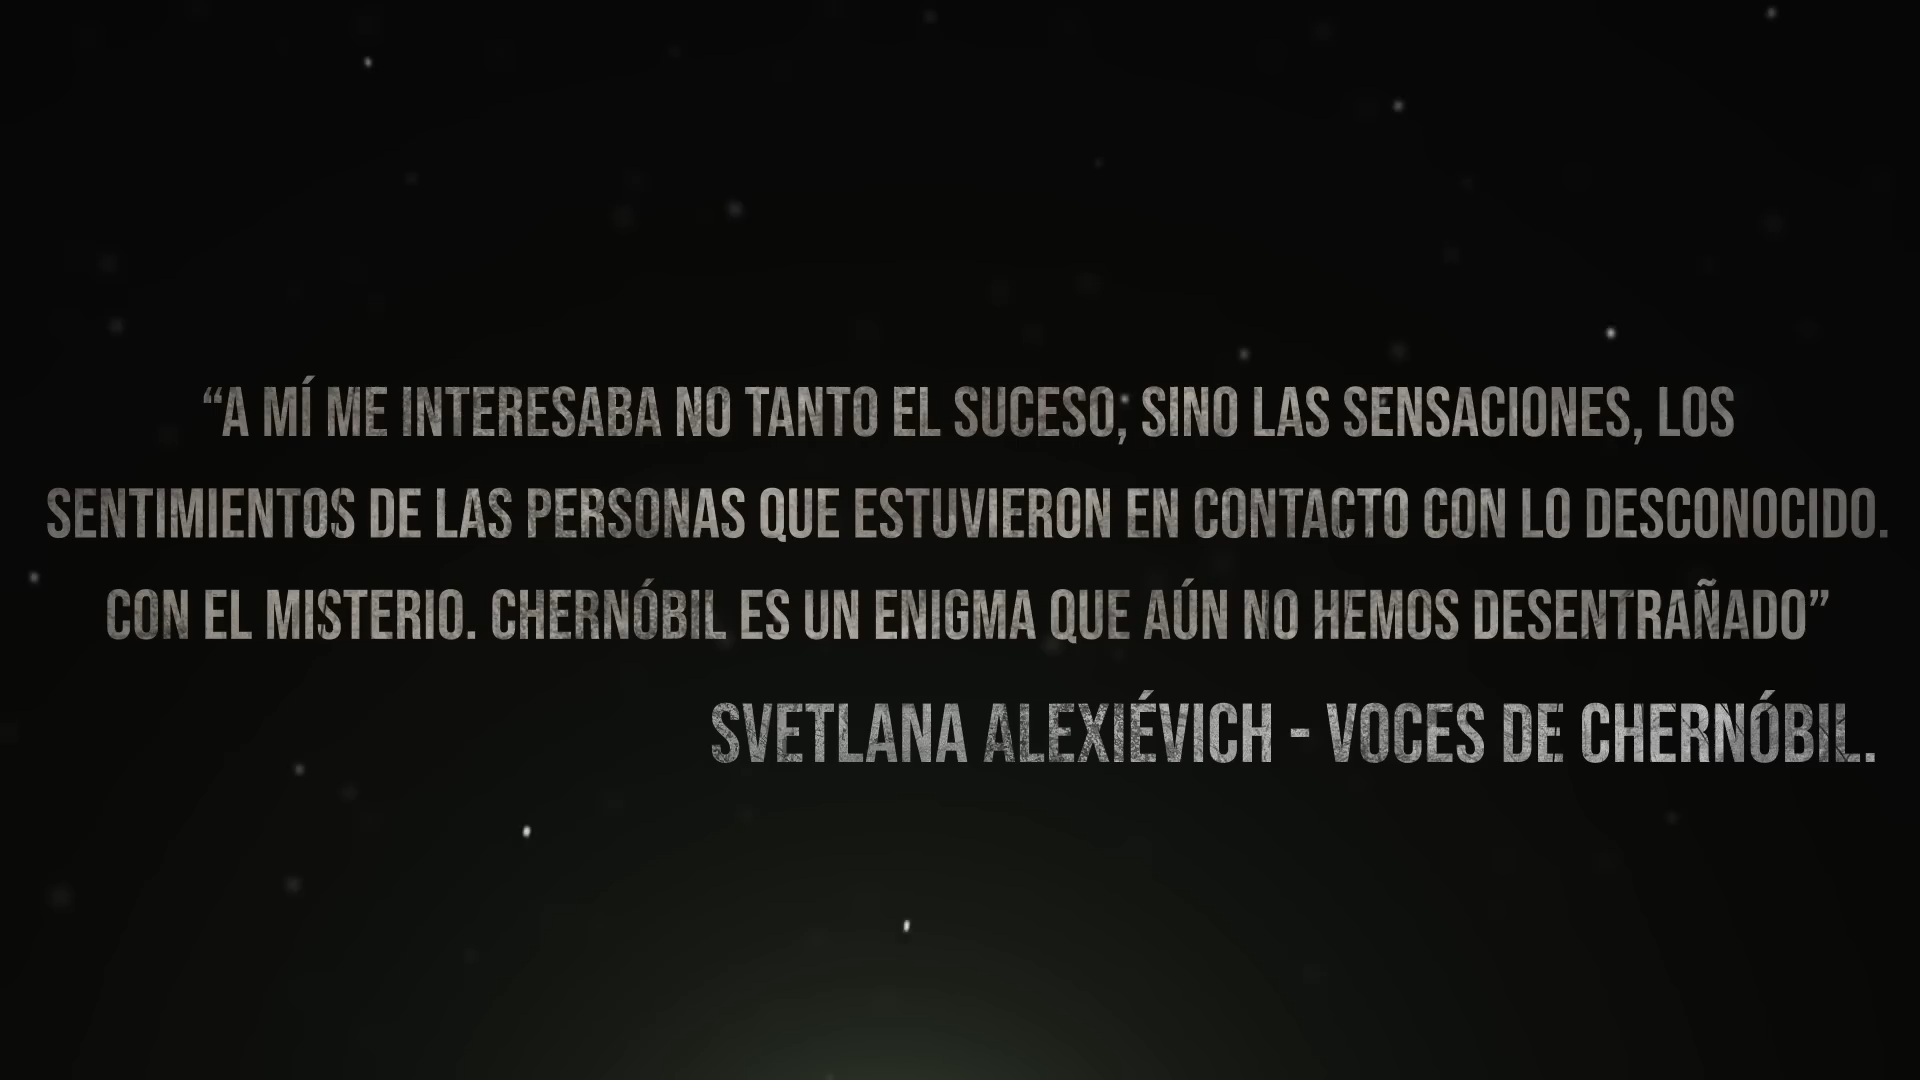 “A MÍ ME INTERESABA NO TANTO EL SUCESO, SINO LAS SENSACIONES, LOS
SENTIMIENTOS DE LAS PERSONAS QUE ESTUVIERON EN CONTACTO CON LO DESCONOCIDO.
CON EL MISTERIO. CHERNÓBIL ES UN ENIGMA QUE AÚN NO HEMOS DESENTRAÑADO”
SVETLANA ALEXIÉVICH - VOCES DE CHERNÓBIL.